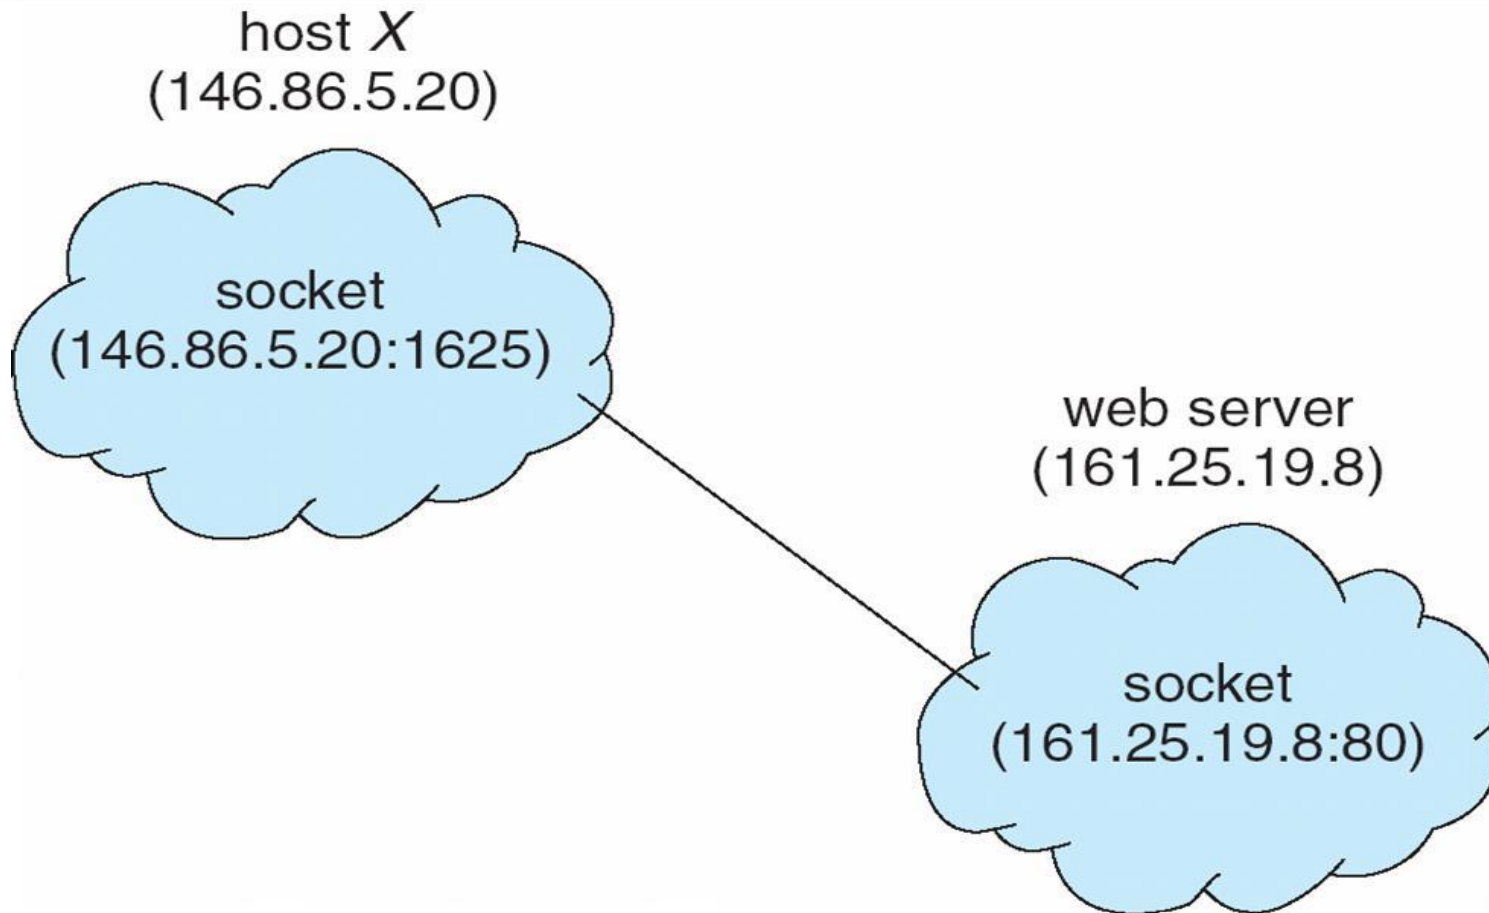 host X
(146.86.5.20)
socket
(146.86.5.20:1625)
web server
(161.25.19.8)
socket
(161.25.19.8:80)